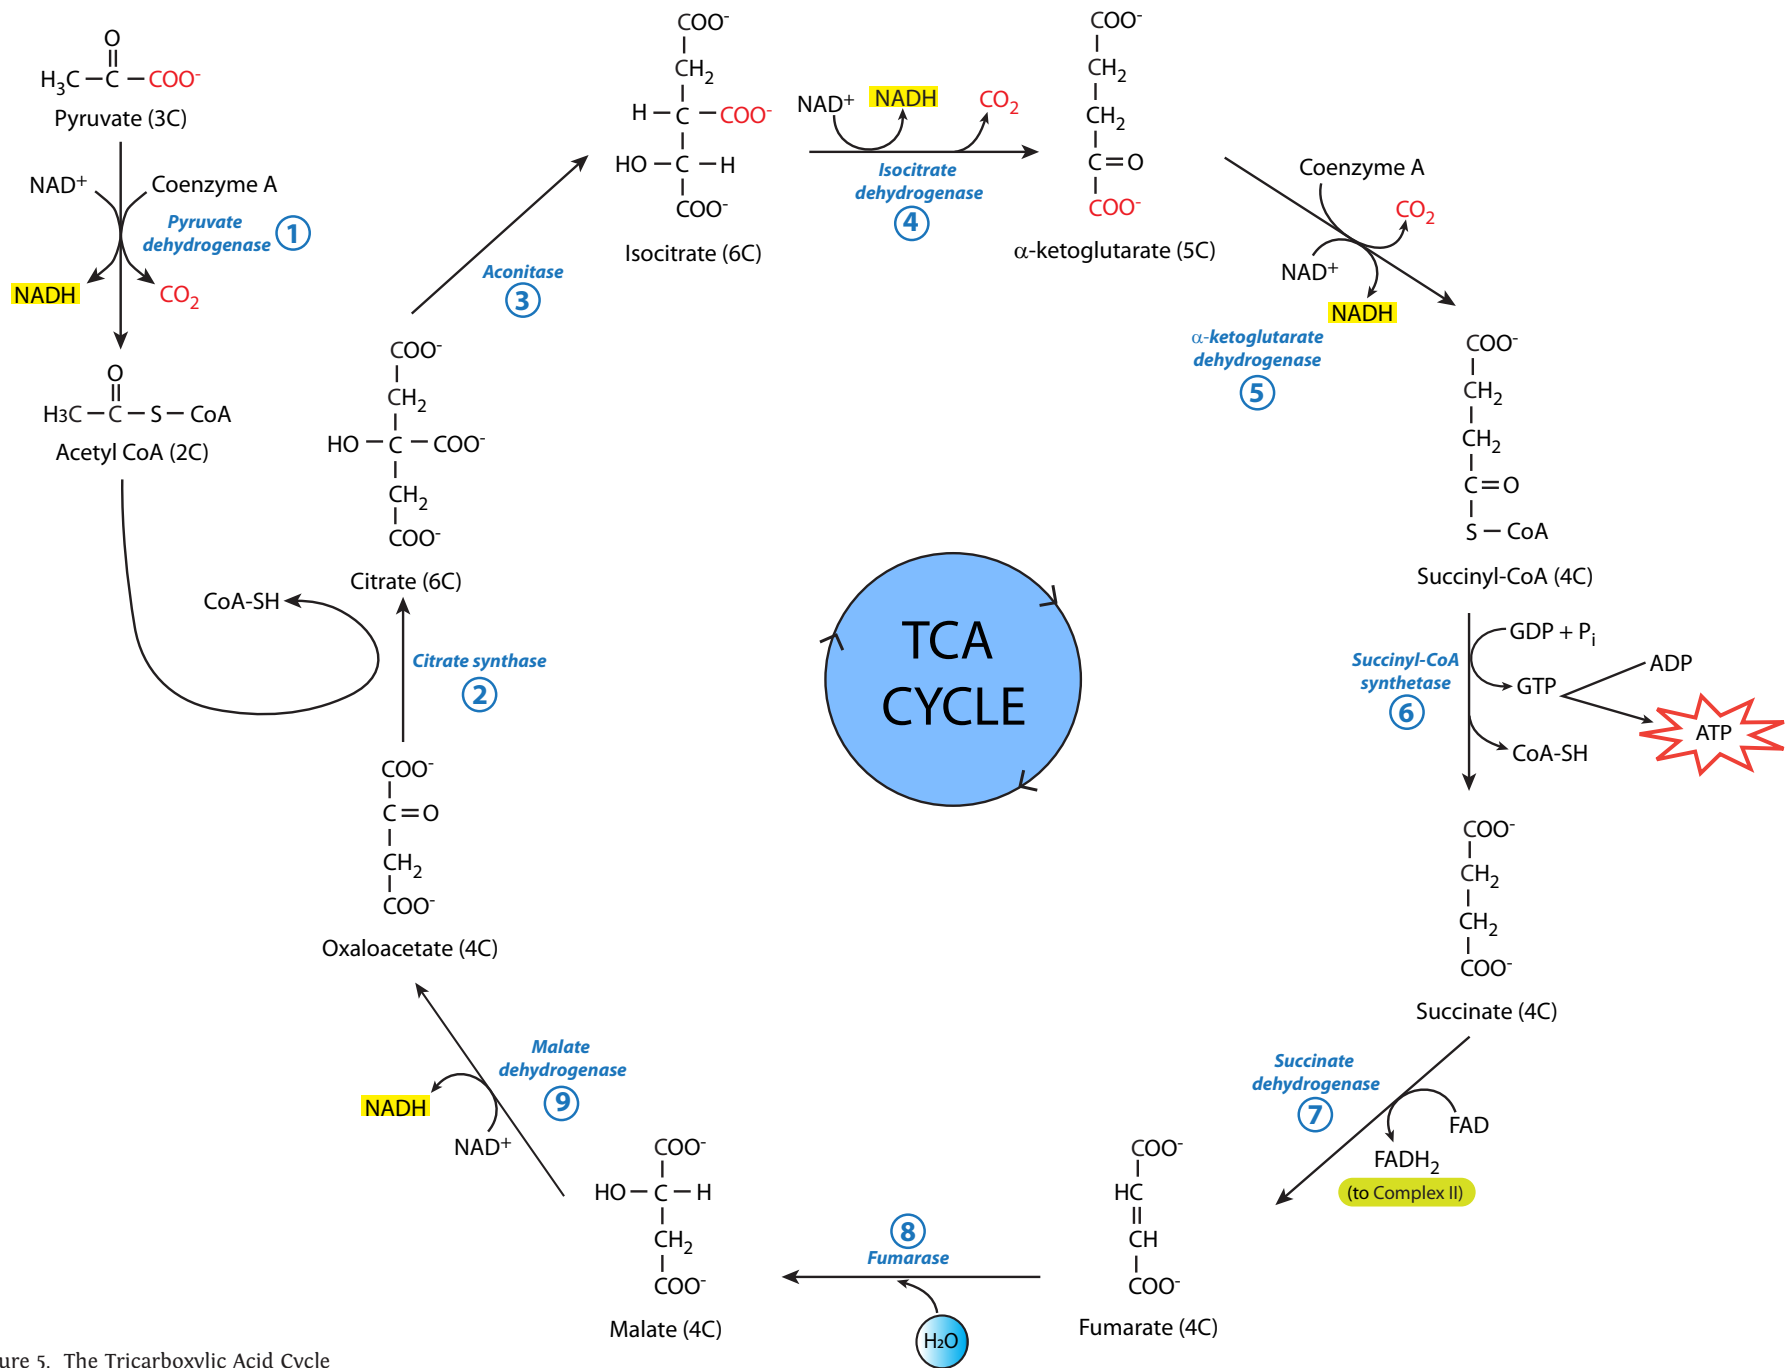 O
H3C – C – COO-
Pyruvate (3C)
NAD+
Coenzyme A
Pyruvate
dehydrogenase
1
NADH
CO2
O
H3C – C – S – CoA
Acetyl CoA (2C)
CoA-SH
Citrate synthase
2
COO-
CH2
HO – C – COO-
CH2
COO-
Citrate (6C)
Aconitase
3
COO-
CH2
H – C – COO-
HO – C – H
COO-
Isocitrate (6C)
NAD+
NADH
CO2
Isocitrate
dehydrogenase
4
COO-
CH2
CH2
C=O
COO-
α-ketoglutarate (5C)
Coenzyme A
CO2
NAD+
NADH
α-ketoglutarate
dehydrogenase
5
COO-
CH2
CH2
C=O
S – CoA
Succinyl-CoA (4C)
GDP + Pi
Succinyl-CoA
synthetase
6
GTP
ADP
ATP
CoA-SH
COO-
CH2
CH2
COO-
Succinate (4C)
Succinate
dehydrogenase
7
FAD
FADH2
(to Complex II)
COO-
HC
CH
COO-
Fumarate (4C)
8
Fumarase
H2O
COO-
HO – C – H
CH2
COO-
Malate (4C)
Malate
dehydrogenase
9
NADH
NAD+
COO-
C=O
CH2
COO-
Oxaloacetate (4C)
TCA
CYCLE
ure 5. The Tricarboxylic Acid Cycle